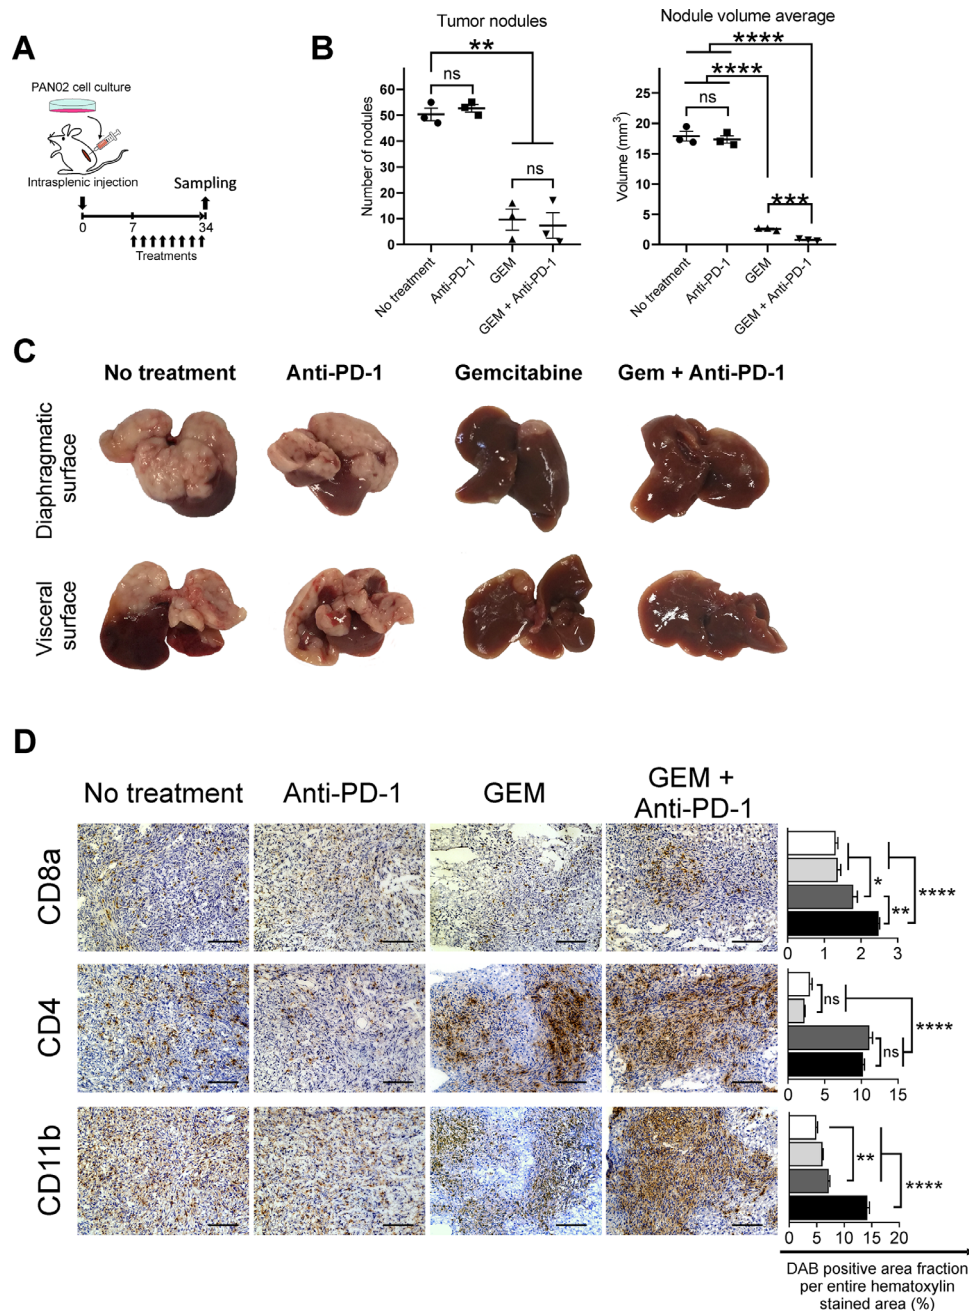 A
PAN02 cell culture
Intrasplenic injection
Sampling
0
7
34
Treatments
B
Tumor nodules
**
ns
ns
Number of nodules
60
50
40
30
20
10
0
No treatment
Anti-PD-1
GEM
GEM + Anti-PD-1
Nodule volume average
****
****
ns
***
Volume (mm³)
25
20
15
10
5
0
No treatment
Anti-PD-1
GEM
GEM + Anti-PD-1
C
No treatment
Anti-PD-1
Gemcitabine
Gem + Anti-PD-1
Diaphragmatic
surface
Visceral
surface
D
No treatment
Anti-PD-1
GEM
GEM +
Anti-PD-1
CD8a
*
**
****
0 1 2 3
CD4
ns
ns
****
0 5 10 15
CD11b
**
****
0 5 10 15 20
DAB positive area fraction
per entire hematoxylin
stained area (%)